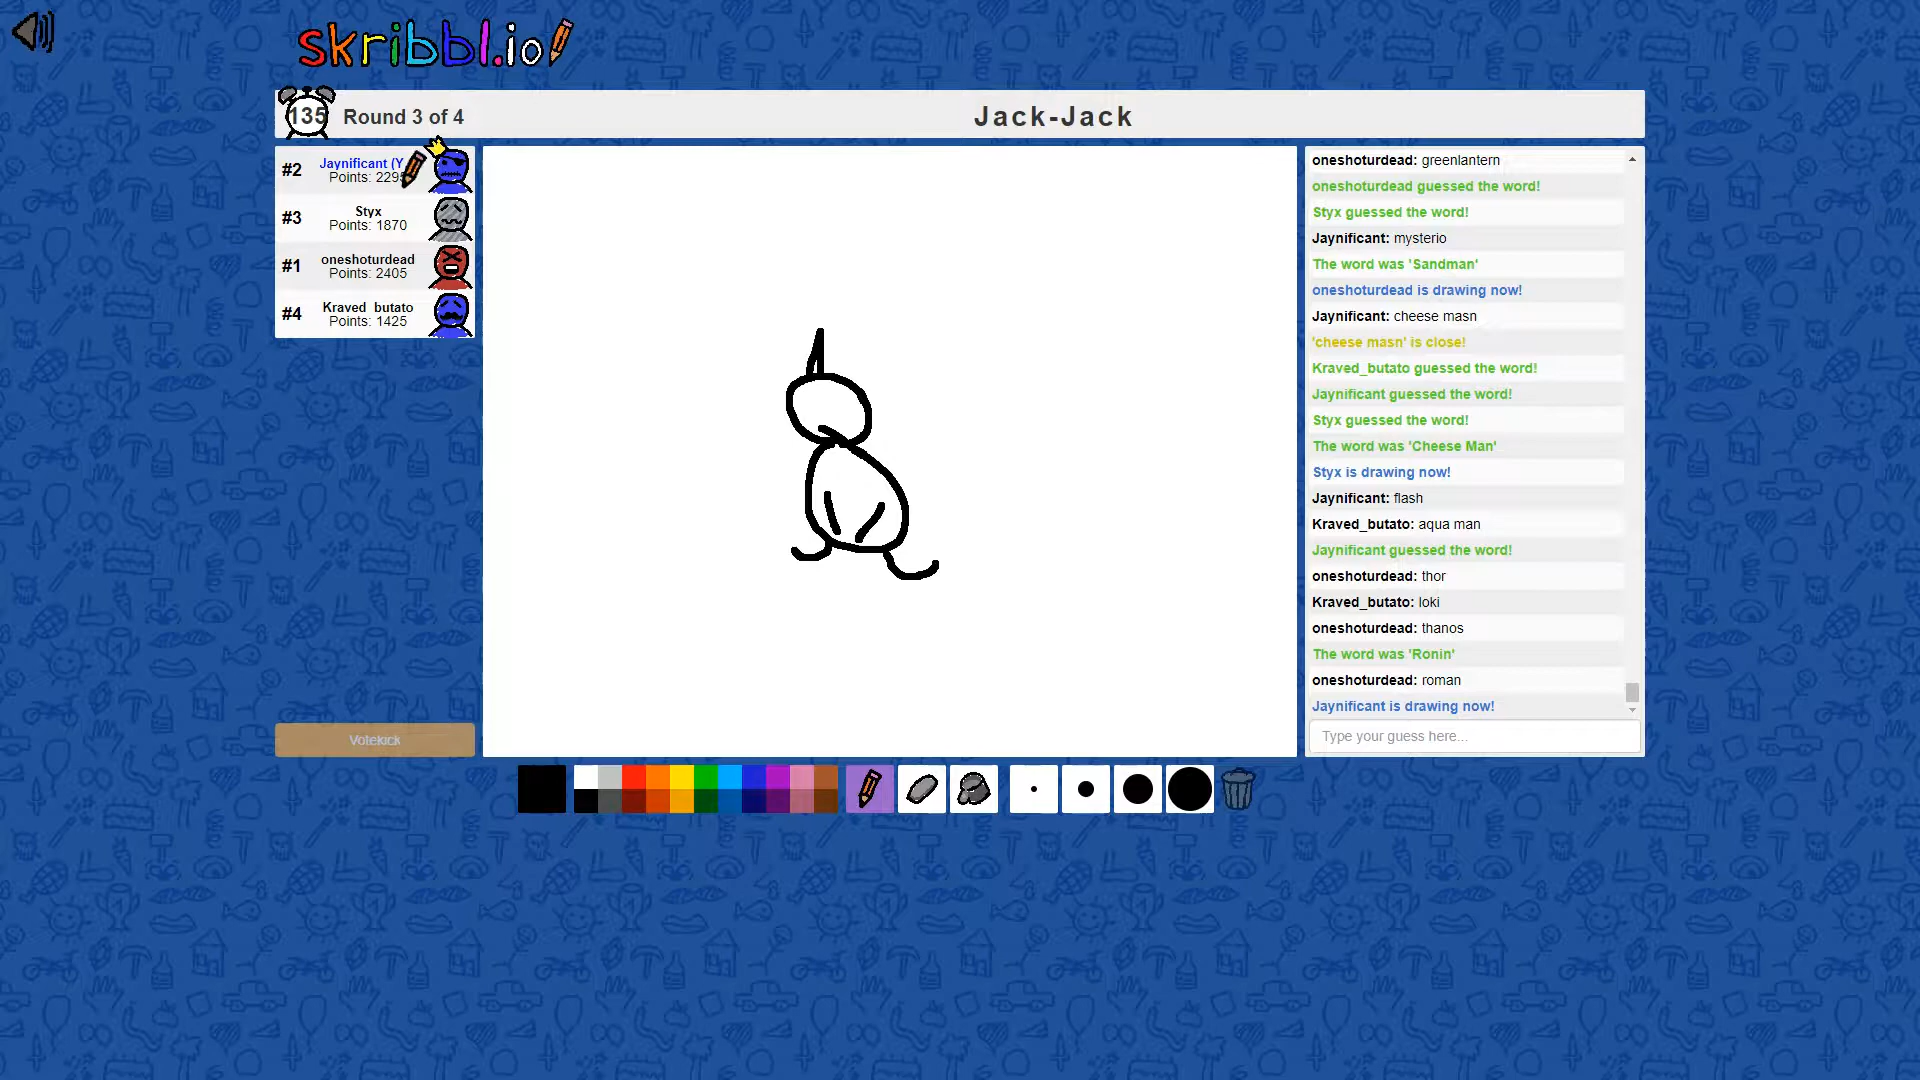 skribbl.io
135 Round 3 of 4
Jack-Jack
#2 Jaynificant (Y
Points: 2295
#3 Styx
Points: 1870
#1 oneshoturdead
Points: 2405
#4 Kraved_butato
Points: 1425
Votekick
oneshoturdead: greenlantern
oneshoturdead guessed the word!
Styx guessed the word!
Jaynificant: mysterio
The word was 'Sandman'
oneshoturdead is drawing now!
Jaynificant: cheese masn
'cheese masn' is close!
Kraved_butato guessed the word!
Jaynificant guessed the word!
Styx guessed the word!
The word was 'Cheese Man'
Styx is drawing now!
Jaynificant: flash
Kraved_butato: aqua man
Jaynificant guessed the word!
oneshoturdead: thor
Kraved_butato: loki
oneshoturdead: thanos
The word was 'Ronin'
oneshoturdead: roman
Jaynificant is drawing now!
Type your guess here...